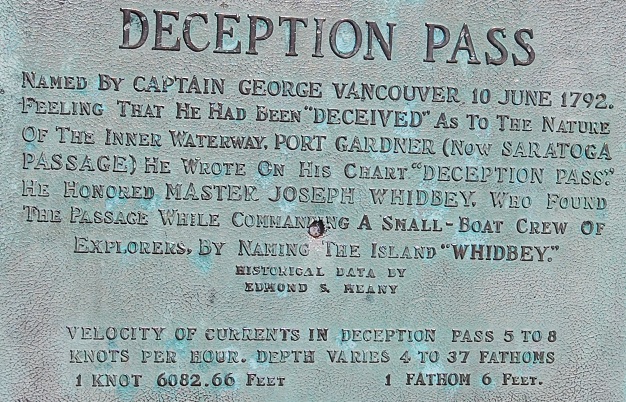 DECEPTION PASS
NAMED BY CAPTAIN GEORGE VANCOUVER 10 JUNE 1792.
FEELING THAT HE HAD BEEN "DECEIVED" AS TO THE NATURE
OF THE INNER WATERWAY, PORT GARDNER (NOW SARATOGA
PASSAGE) HE WROTE ON HIS CHART "DECEPTION PASS."
HE HONORED MASTER JOSEPH WHIDBEY, WHO FOUND
THE PASSAGE WHILE COMMANDING A SMALL-BOAT CREW OF
EXPLORERS, BY NAMING THE ISLAND "WHIDBEY."
HISTORICAL DATA BY
EDMOND S. MEANY
VELOCITY OF CURRENTS IN DECEPTION PASS 5 TO 8
KNOTS PER HOUR. DEPTH VARIES 4 TO 37 FATHOMS
1 KNOT 6082.66 FEET 1 FATHOM 6 FEET.